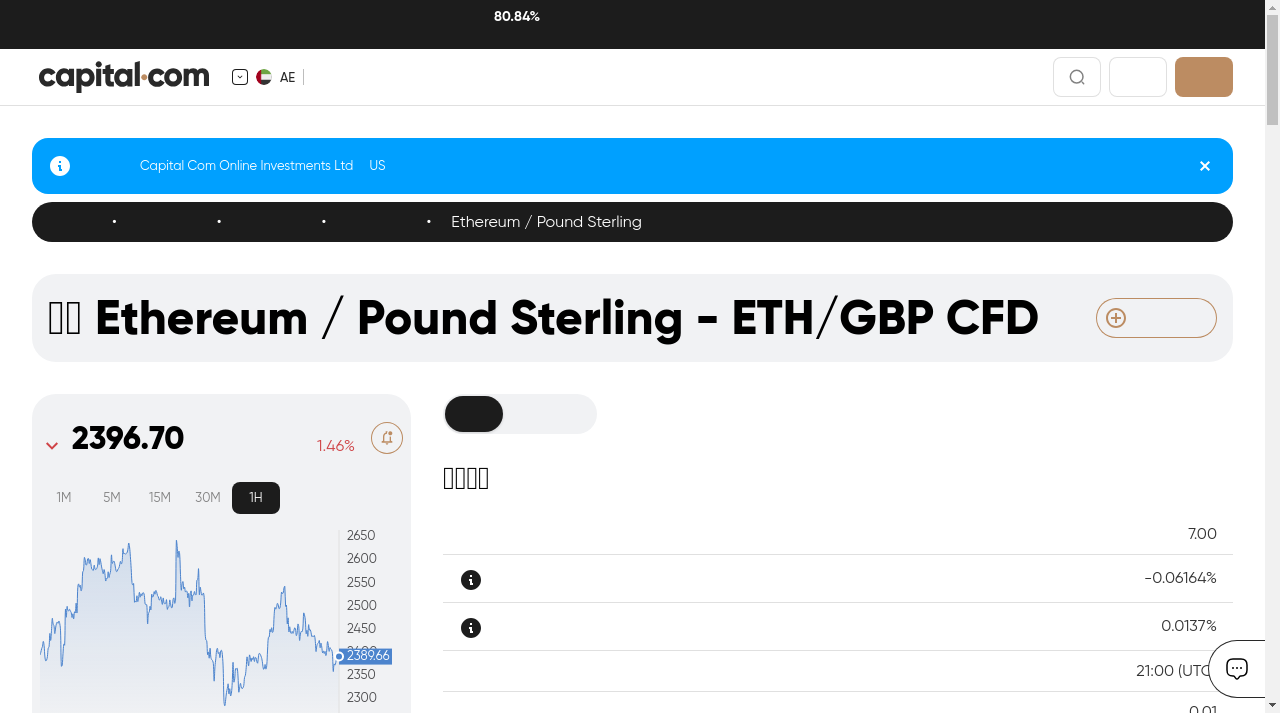 80.84%
capital.com
AE
Capital Com Online Investments Ltd US
Ethereum / Pound Sterling
Ethereum / Pound Sterling - ETH/GBP CFD
2396.70
1.46%
1M 5M 15M 30M 1H
2650
2600
2550
2500
2450
2389.66
2350
2300
7.00
-0.06164%
0.0137%
21:00 (UTC
0.01